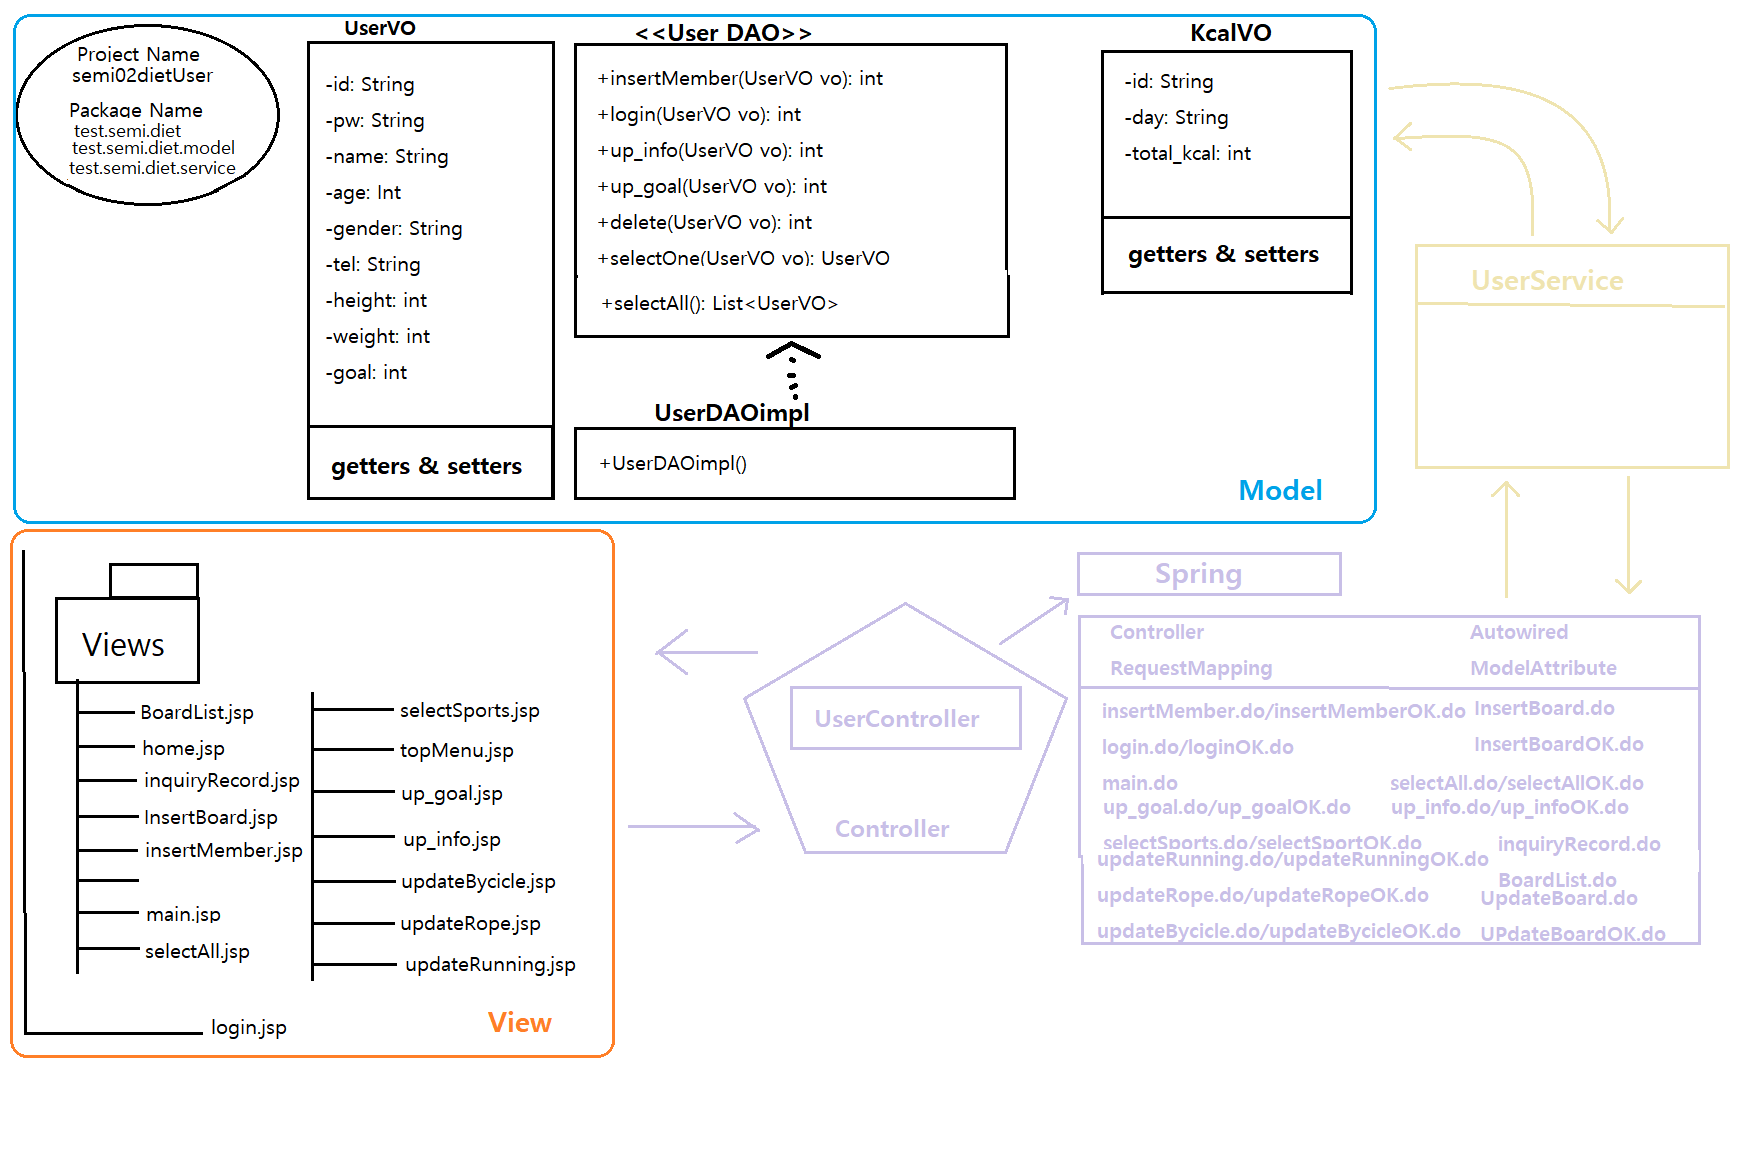 Project Name
semi02dietUser
Package Name
test.semi.diet
test.semi.diet.model
test.semi.diet.service
UserVO
-id: String
-pw: String
-name: String
-age: Int
-gender: String
-tel: String
-height: int
-weight: int
-goal: int
getters & setters
<<User DAO>>
+insertMember(UserVO vo): int
+login(UserVO vo): int
+up_info(UserVO vo): int
+up_goal(UserVO vo): int
+delete(UserVO vo): int
+selectOne(UserVO vo): UserVO
+selectAll(): List<UserVO>
UserDAOimpl
+UserDAOimpl()
KcalVO
-id: String
-day: String
-total_kcal: int
getters & setters
Model
UserService
Views
BoardList.jsp
home.jsp
inquiryRecord.jsp
InsertBoard.jsp
insertMember.jsp
main.jsp
selectAll.jsp
selectSports.jsp
topMenu.jsp
up_goal.jsp
up_info.jsp
updateBycicle.jsp
updateRope.jsp
updateRunning.jsp
login.jsp
View
UserController
Controller
Spring
Controller Autowired
RequestMapping ModelAttribute
insertMember.do/insertMemberOK.do InsertBoard.do
login.do/loginOK.do InsertBoardOK.do
main.do selectAll.do/selectAllOK.do
up_goal.do/up_goalOK.do up_info.do/up_infoOK.do
selectSports.do/selectSportOK.do inquiryRecord.do
updateRunning.do/updateRunningOK.do
BoardList.do
updateRope.do/updateRopeOK.do UpdateBoard.do
updateBycicle.do/updateBycicleOK.do UPdateBoardOK.do